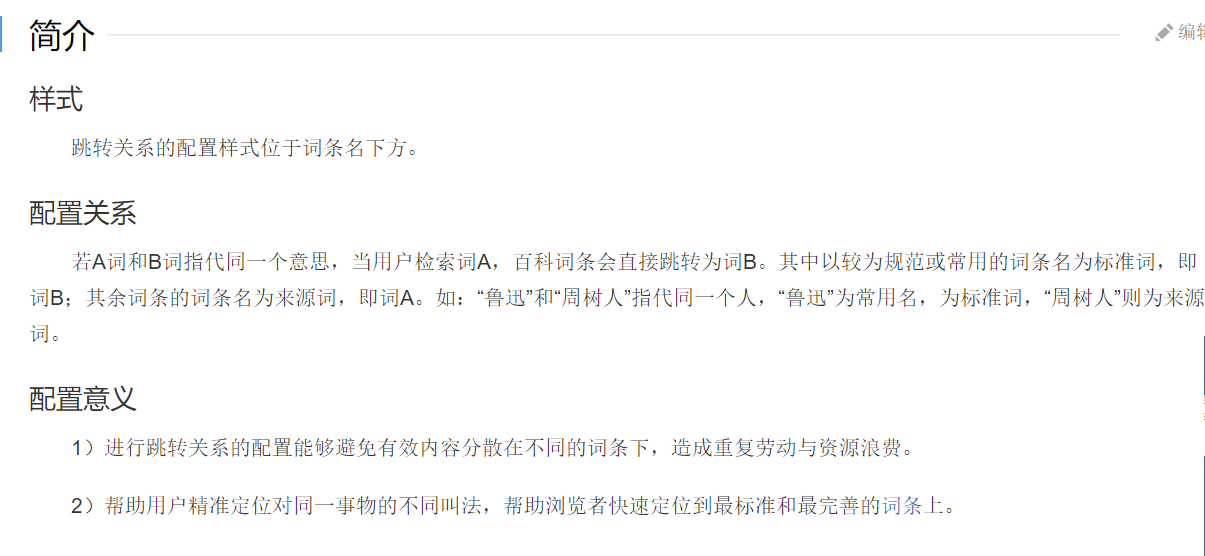 简介
编辑
样式
跳转关系的配置样式位于词条名下方。
配置关系
若A词和B词指代同一个意思，当用户检索词A，百科词条会直接跳转为词B。其中以较为规范或常用的词条名为标准词，即
词B；其余词条的词条名为来源词，即词A。如：“鲁迅”和“周树人”指代同一个人，“鲁迅”为常用名，为标准词，“周树人”则为来源
词。
配置意义
1）进行跳转关系的配置能够避免有效内容分散在不同的词条下，造成重复劳动与资源浪费。
2）帮助用户精准定位对同一事物的不同叫法，帮助浏览者快速定位到最标准和最完善的词条上。